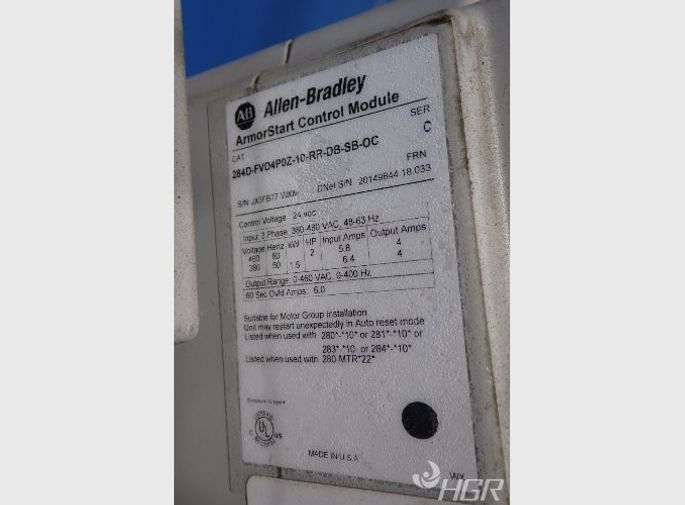 AB Allen-Bradley
ArmorStart Control Module
CAT SER
284D-FVD4P0Z-10-RR-DB-SB-OC C
FRN
S/N DNet S/N 20149844 18.033
Control Voltage 24 VDC
Input: 3 Phase, 380-480 VAC, 48-63 Hz
Voltage Hertz kW HP Input Amps Output Amps
460 60 2 5.8 4
380 50 1.5 6.4 4
Output Range: 0-460 VAC, 0-400 Hz
60 Sec Ovld Amps: 6.0
Suitable for Motor Group Installation
Unit may restart unexpectedly in Auto reset mode
Listed when used with 280*-*10* or 281*-*10* or
283*-*10- or 284*-*10*
Listed when used with 280-MTR*22*
C UL US
LISTED
MADE IN U.S.A.
WX
HGR